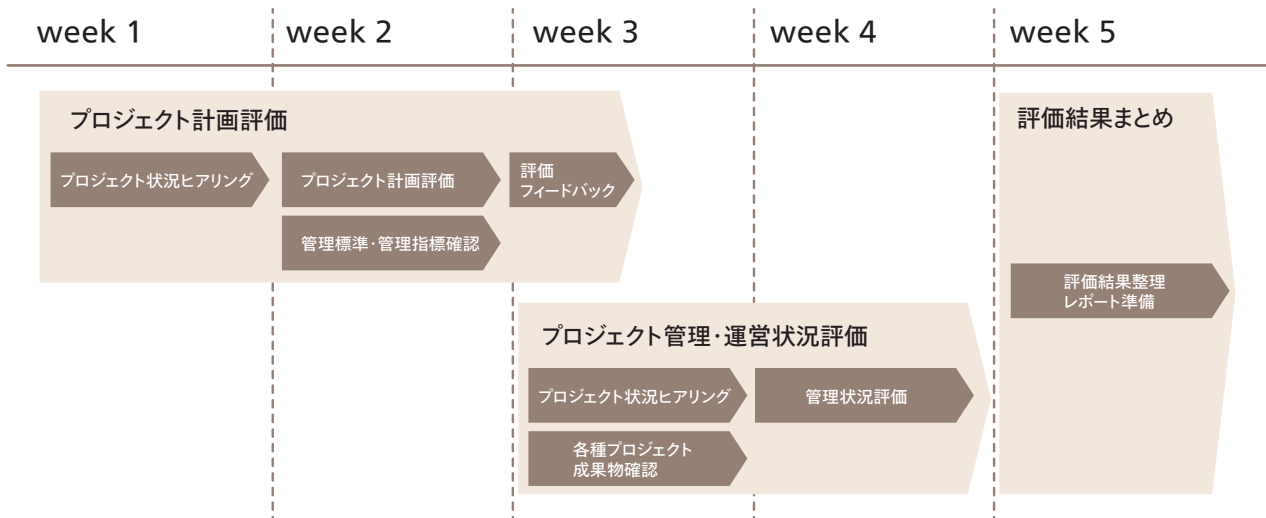 week 1
week 2
week 3
week 4
week 5
プロジェクト計画評価
プロジェクト状況ヒアリング
プロジェクト計画評価
評価
フィードバック
管理標準・管理指標確認
プロジェクト管理・運営状況評価
プロジェクト状況ヒアリング
管理状況評価
各種プロジェクト
成果物確認
評価結果まとめ
評価結果整理
レポート準備